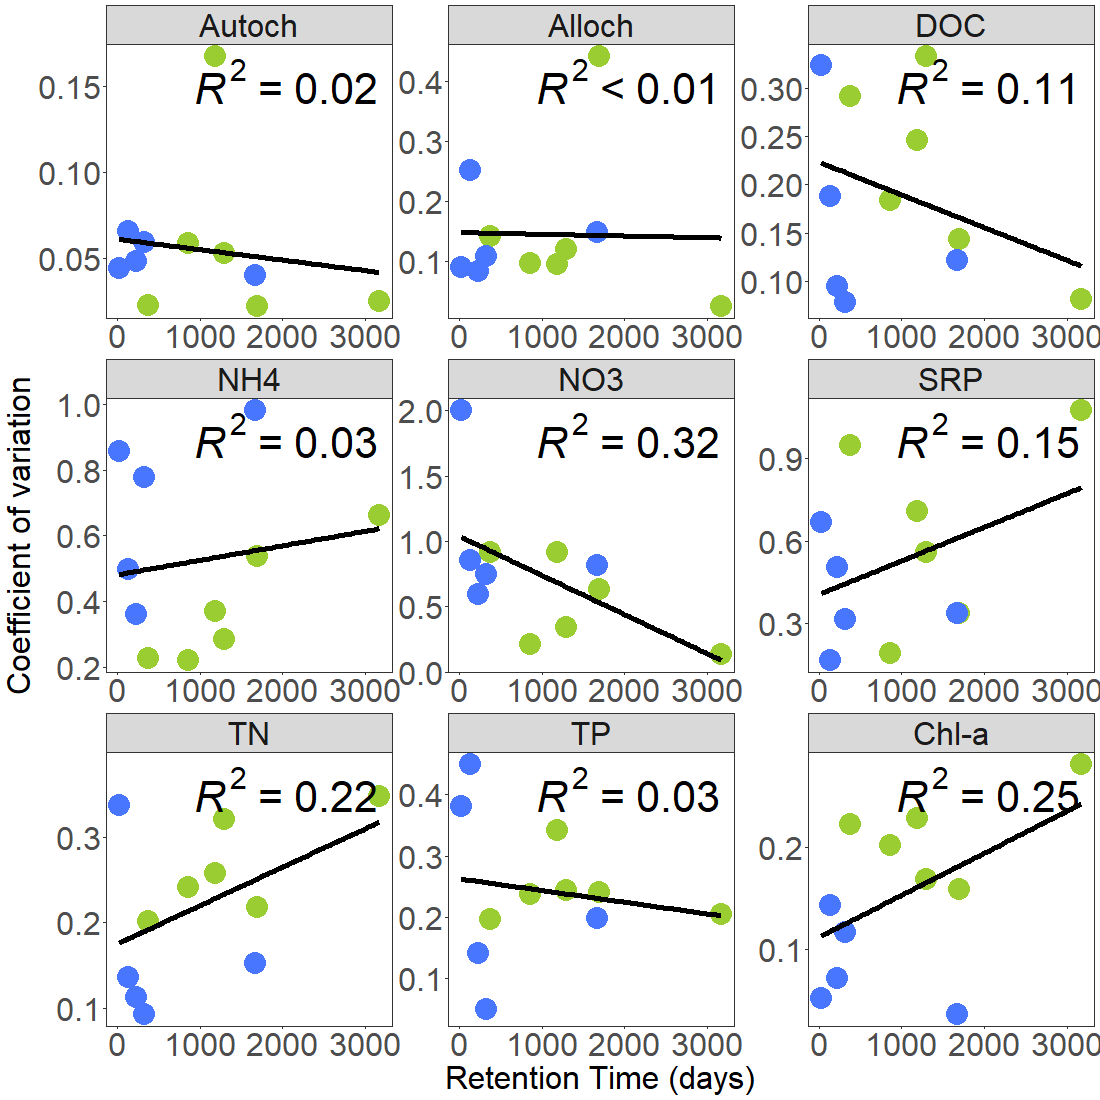 Autoch Alloch DOC
R² = 0.02 R² < 0.01 R² = 0.11
0.15 0.10 0.05
0.4 0.3 0.2 0.1
0.30 0.25 0.20 0.15 0.10
0 1000 2000 3000 0 1000 2000 3000 0 1000 2000 3000
NH4 NO3 SRP
R² = 0.03 R² = 0.32 R² = 0.15
1.0 0.8 0.6 0.4 0.2
2.0 1.5 1.0 0.5 0.0
0.9 0.6 0.3
0 1000 2000 3000 0 1000 2000 3000 0 1000 2000 3000
Coefficient of variation
TN TP Chl-a
R² = 0.22 R² = 0.03 R² = 0.25
0.3 0.2 0.1
0.4 0.3 0.2 0.1
0.2 0.1
0 1000 2000 3000 0 1000 2000 3000 0 1000 2000 3000
Retention Time (days)